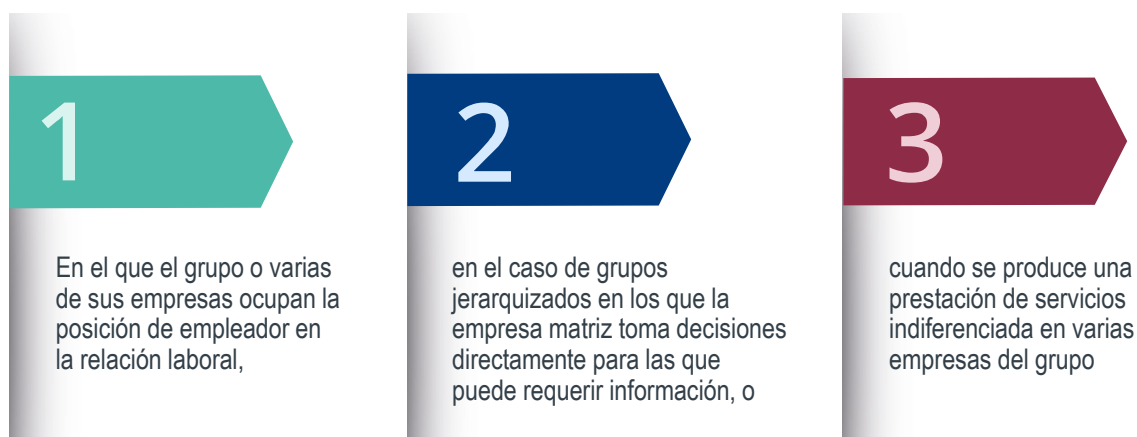 1
En el que el grupo o varias
de sus empresas ocupan la
posición de empleador en
la relación laboral,
2
en el caso de grupos
jerarquizados en los que la
empresa matriz toma decisiones
directamente para las que
puede requerir información, o
3
cuando se produce una
prestación de servicios
indiferenciada en varias
empresas del grupo